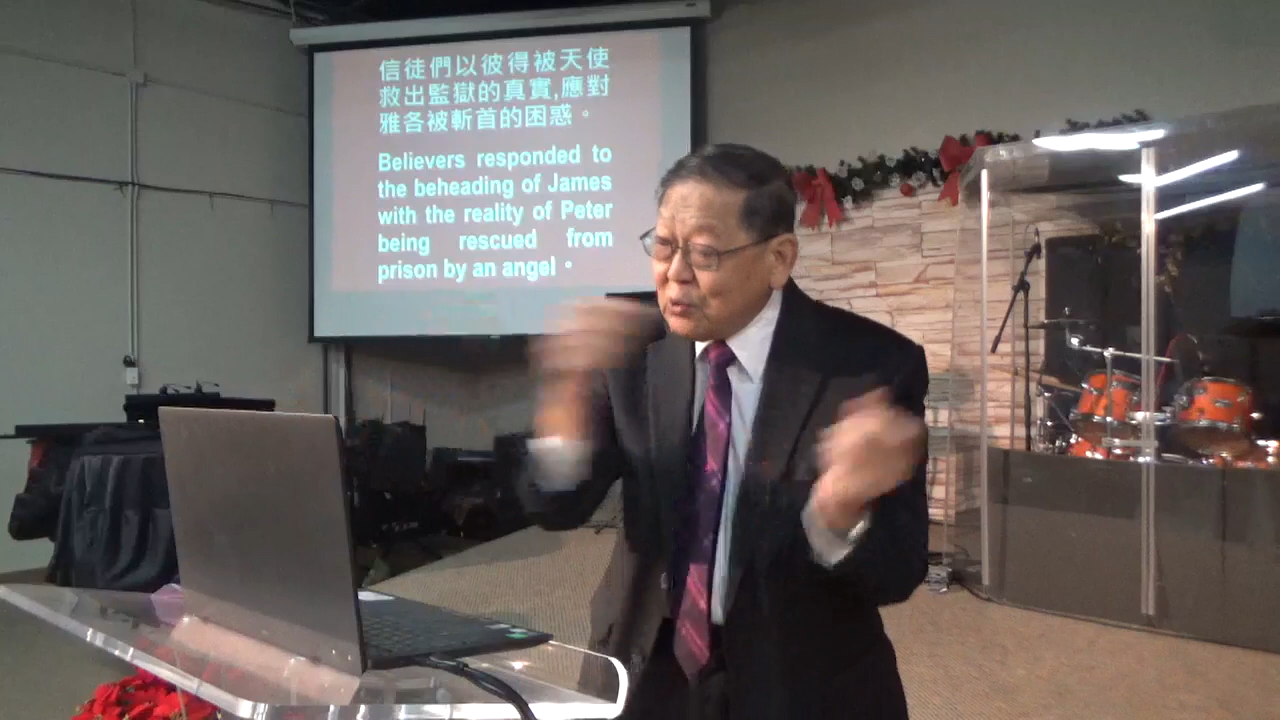 信徒們以彼得被天使
救出監獄的真實,應對
雅各被斬首的困惑。
Believers responded to
the beheading of James
with the reality of Peter
being rescued from
prison by an angel。